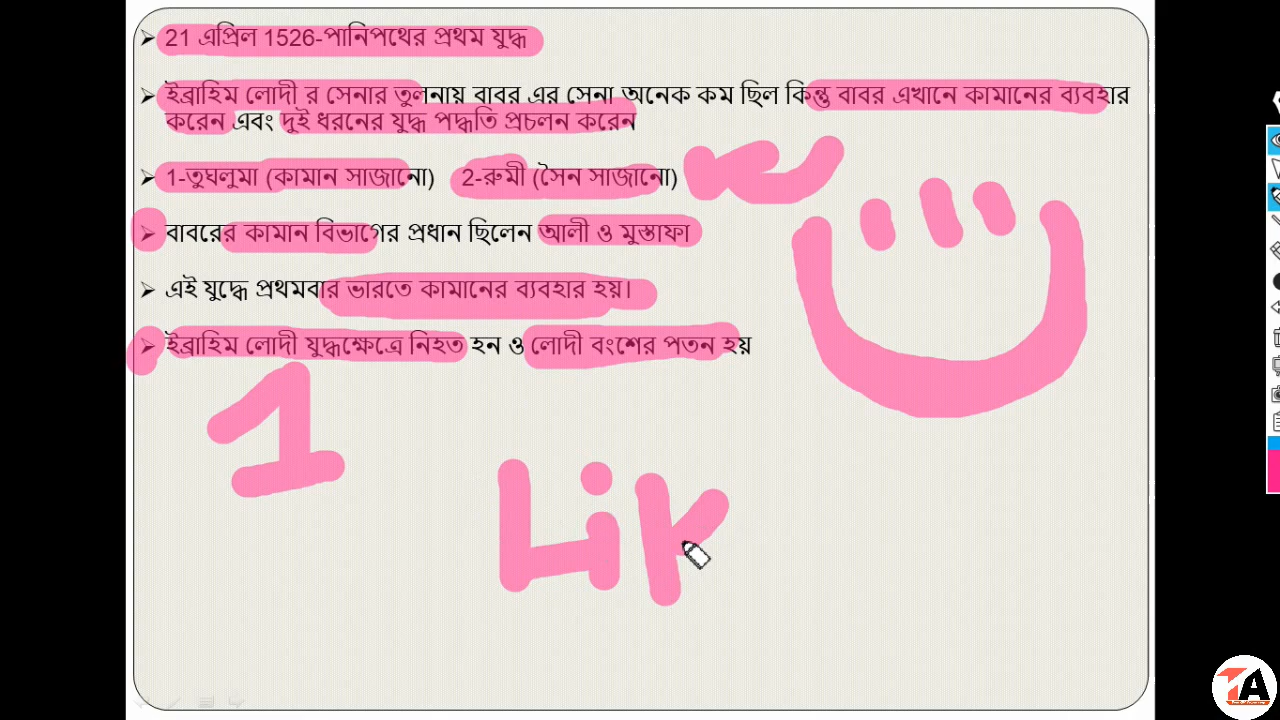 21 এপ্রিল 1526-পানিপথের প্রথম যুদ্ধ
ইব্রাহিম লোদী র সেনার তুলনায় বাবর এর সেনা অনেক কম ছিল কিন্তু বাবর এখানে কামানের ব্যবহার
করেন এবং দুই ধরনের যুদ্ধ পদ্ধতি প্রচলন করেন
1-তুঘলুমা (কামান সাজানো) 2-রুমী (সৈন সাজানো)
বাবরের কামান বিভাগের প্রধান ছিলেন আলী ও মুস্তাফা
এই যুদ্ধে প্রথমবার ভারতে কামানের ব্যবহার হয়।
ইব্রাহিম লোদী যুদ্ধক্ষেত্রে নিহত হন ও লোদী বংশের পতন হয়
1
Lik
TA